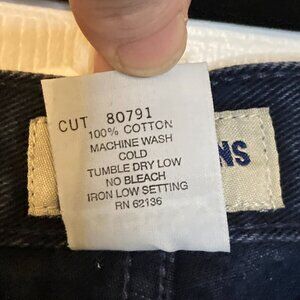 CUT 80791
100% COTTON
MACHINE WASH
COLD
TUMBLE DRY LOW
NO BLEACH
IRON LOW SETTING
RN 62136
NS